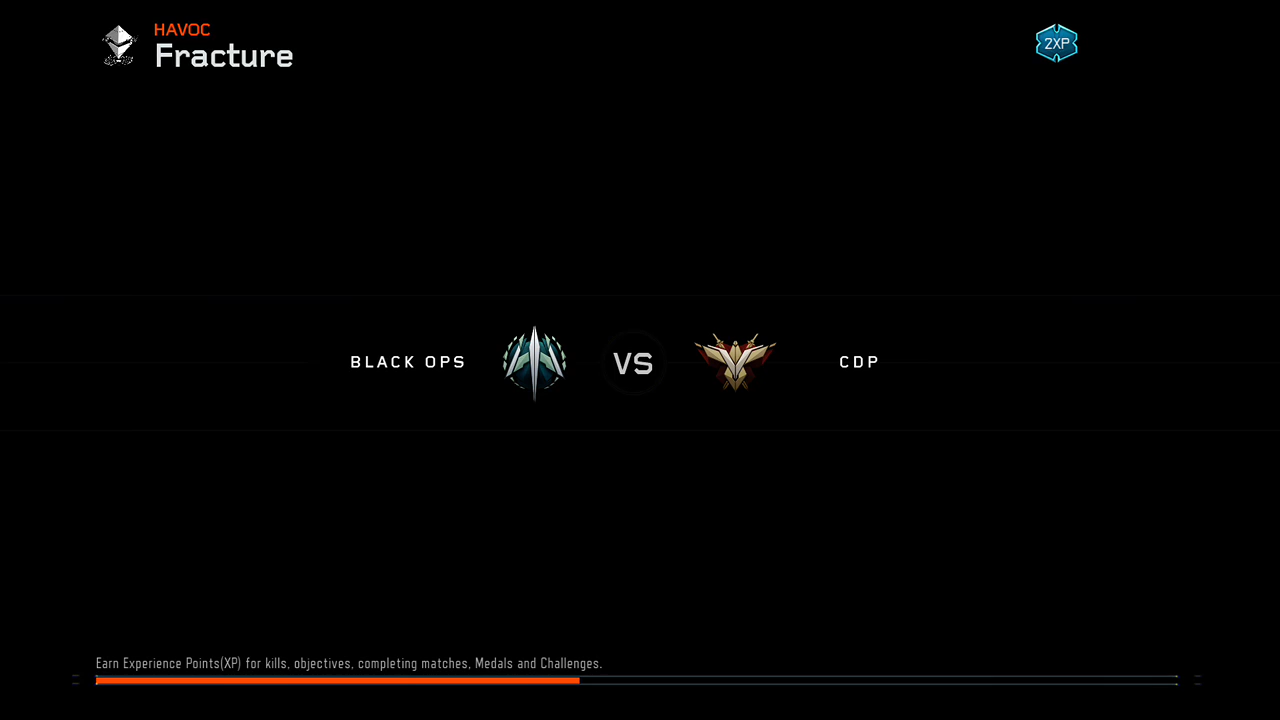 HAVOC
Fracture
2XP
BLACK OPS
VS
CDP
Earn Experience Points(XP) for kills, objectives, completing matches, Medals and Challenges.